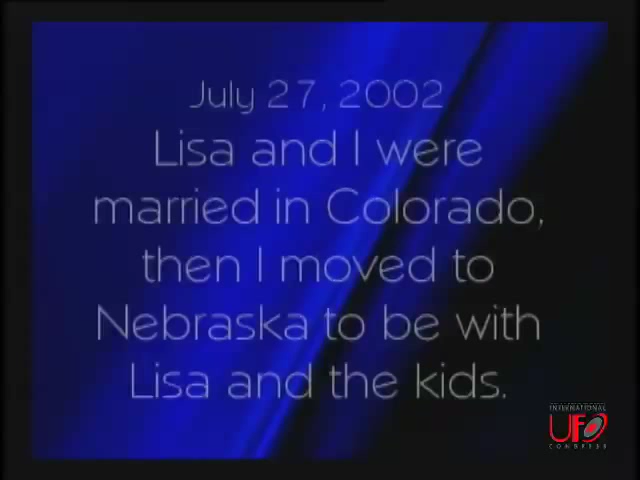 July 27, 2002
Lisa and I were
married in Colorado,
then I moved to
Nebraska to be with
Lisa and the kids.
INTERNATIONAL
UFO
CONGRESS